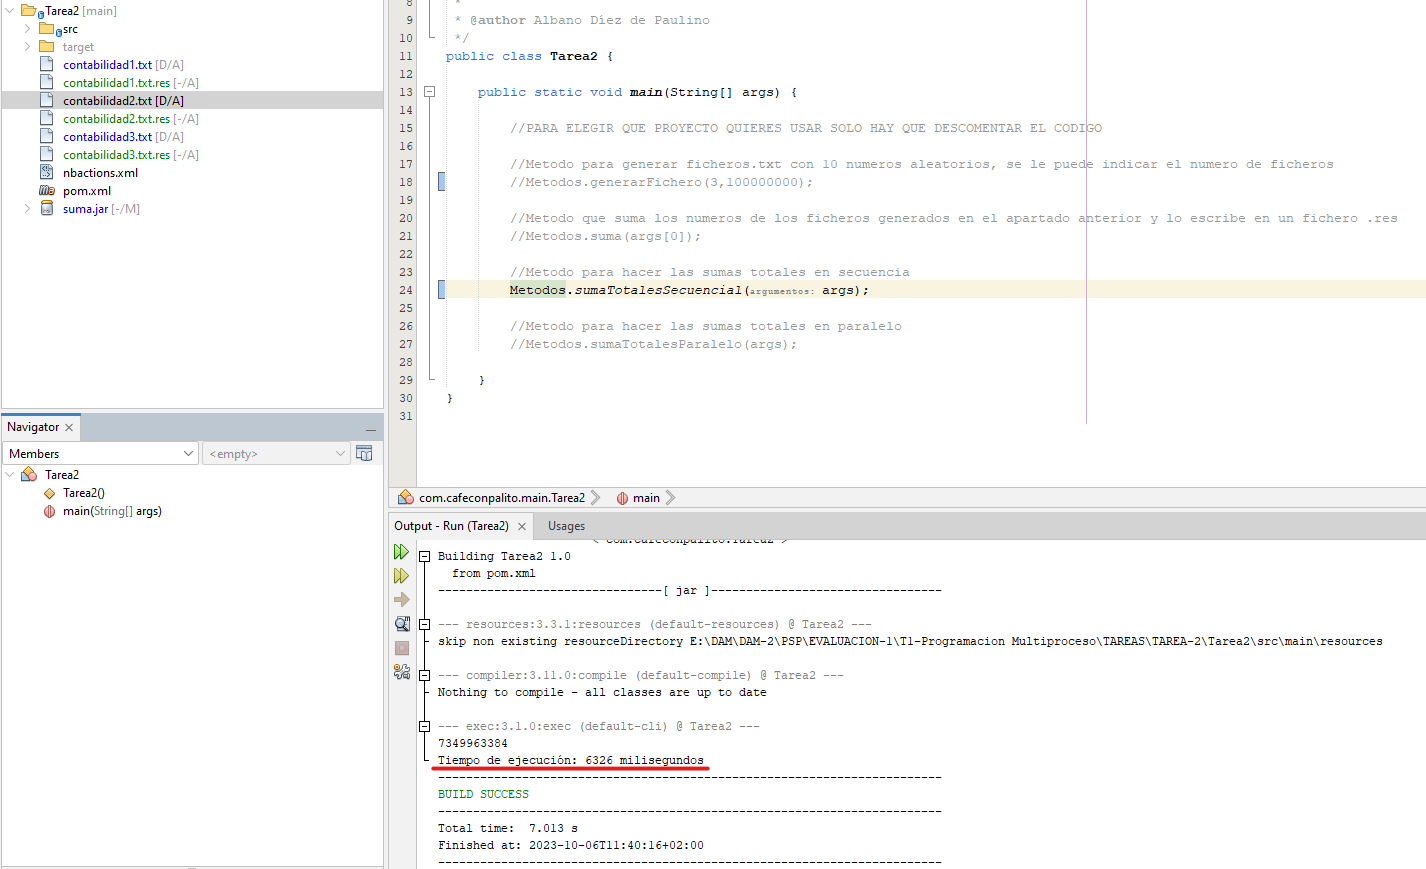 Tarea2 [main]
src
target
contabilidad1.txt [D/A]
contabilidad1.txt.res [-/A]
contabilidad2.txt [D/A]
contabilidad2.txt.res [-/A]
contabilidad3.txt [D/A]
contabilidad3.txt.res [-/A]
nbactions.xml
pom.xml
suma.jar [-/M]
Navigator
Members
<empty>
Tarea2
Tarea2()
main(String[] args)
8 *
9 * @author Albano Díez de Paulino
10 */
11 public class Tarea2 {
12
13 public static void main(String[] args) {
14
15 //PARA ELEGIR QUE PROYECTO QUIERES USAR SOLO HAY QUE DESCOMENTAR EL CODIGO
16
17 //Metodo para generar ficheros.txt con 10 numeros aleatorios, se le puede indicar el numero de ficheros
18 //Metodos.generarFichero(3,100000000);
19
20 //Metodo que suma los numeros de los ficheros generados en el apartado anterior y lo escribe en un fichero .res
21 //Metodos.suma(args[0]);
22
23 //Metodo para hacer las sumas totales en secuencia
24 Metodos.sumaTotalesSecuencial(argumentos: args);
25
26 //Metodo para hacer las sumas totales en paralelo
27 //Metodos.sumaTotalesParalelo(args);
28
29 }
30 }
31
com.cafeconpalito.main.Tarea2 main
Output - Run (Tarea2) Usages
< com.cafeconpalito:Tarea2 >
Building Tarea2 1.0
from pom.xml
--------------------------------[ jar ]---------------------------------
--- resources:3.3.1:resources (default-resources) @ Tarea2 ---
skip non existing resourceDirectory E:\DAM\DAM-2\PSP\EVALUACION-1\T1-Programacion Multiproceso\TAREAS\TAREA-2\Tarea2\src\main\resources
--- compiler:3.11.0:compile (default-compile) @ Tarea2 ---
Nothing to compile - all classes are up to date
--- exec:3.1.0:exec (default-cli) @ Tarea2 ---
7349963384
Tiempo de ejecución: 6326 milisegundos
------------------------------------------------------------------------
BUILD SUCCESS
------------------------------------------------------------------------
Total time:  7.013 s
Finished at: 2023-10-06T11:40:16+02:00
------------------------------------------------------------------------